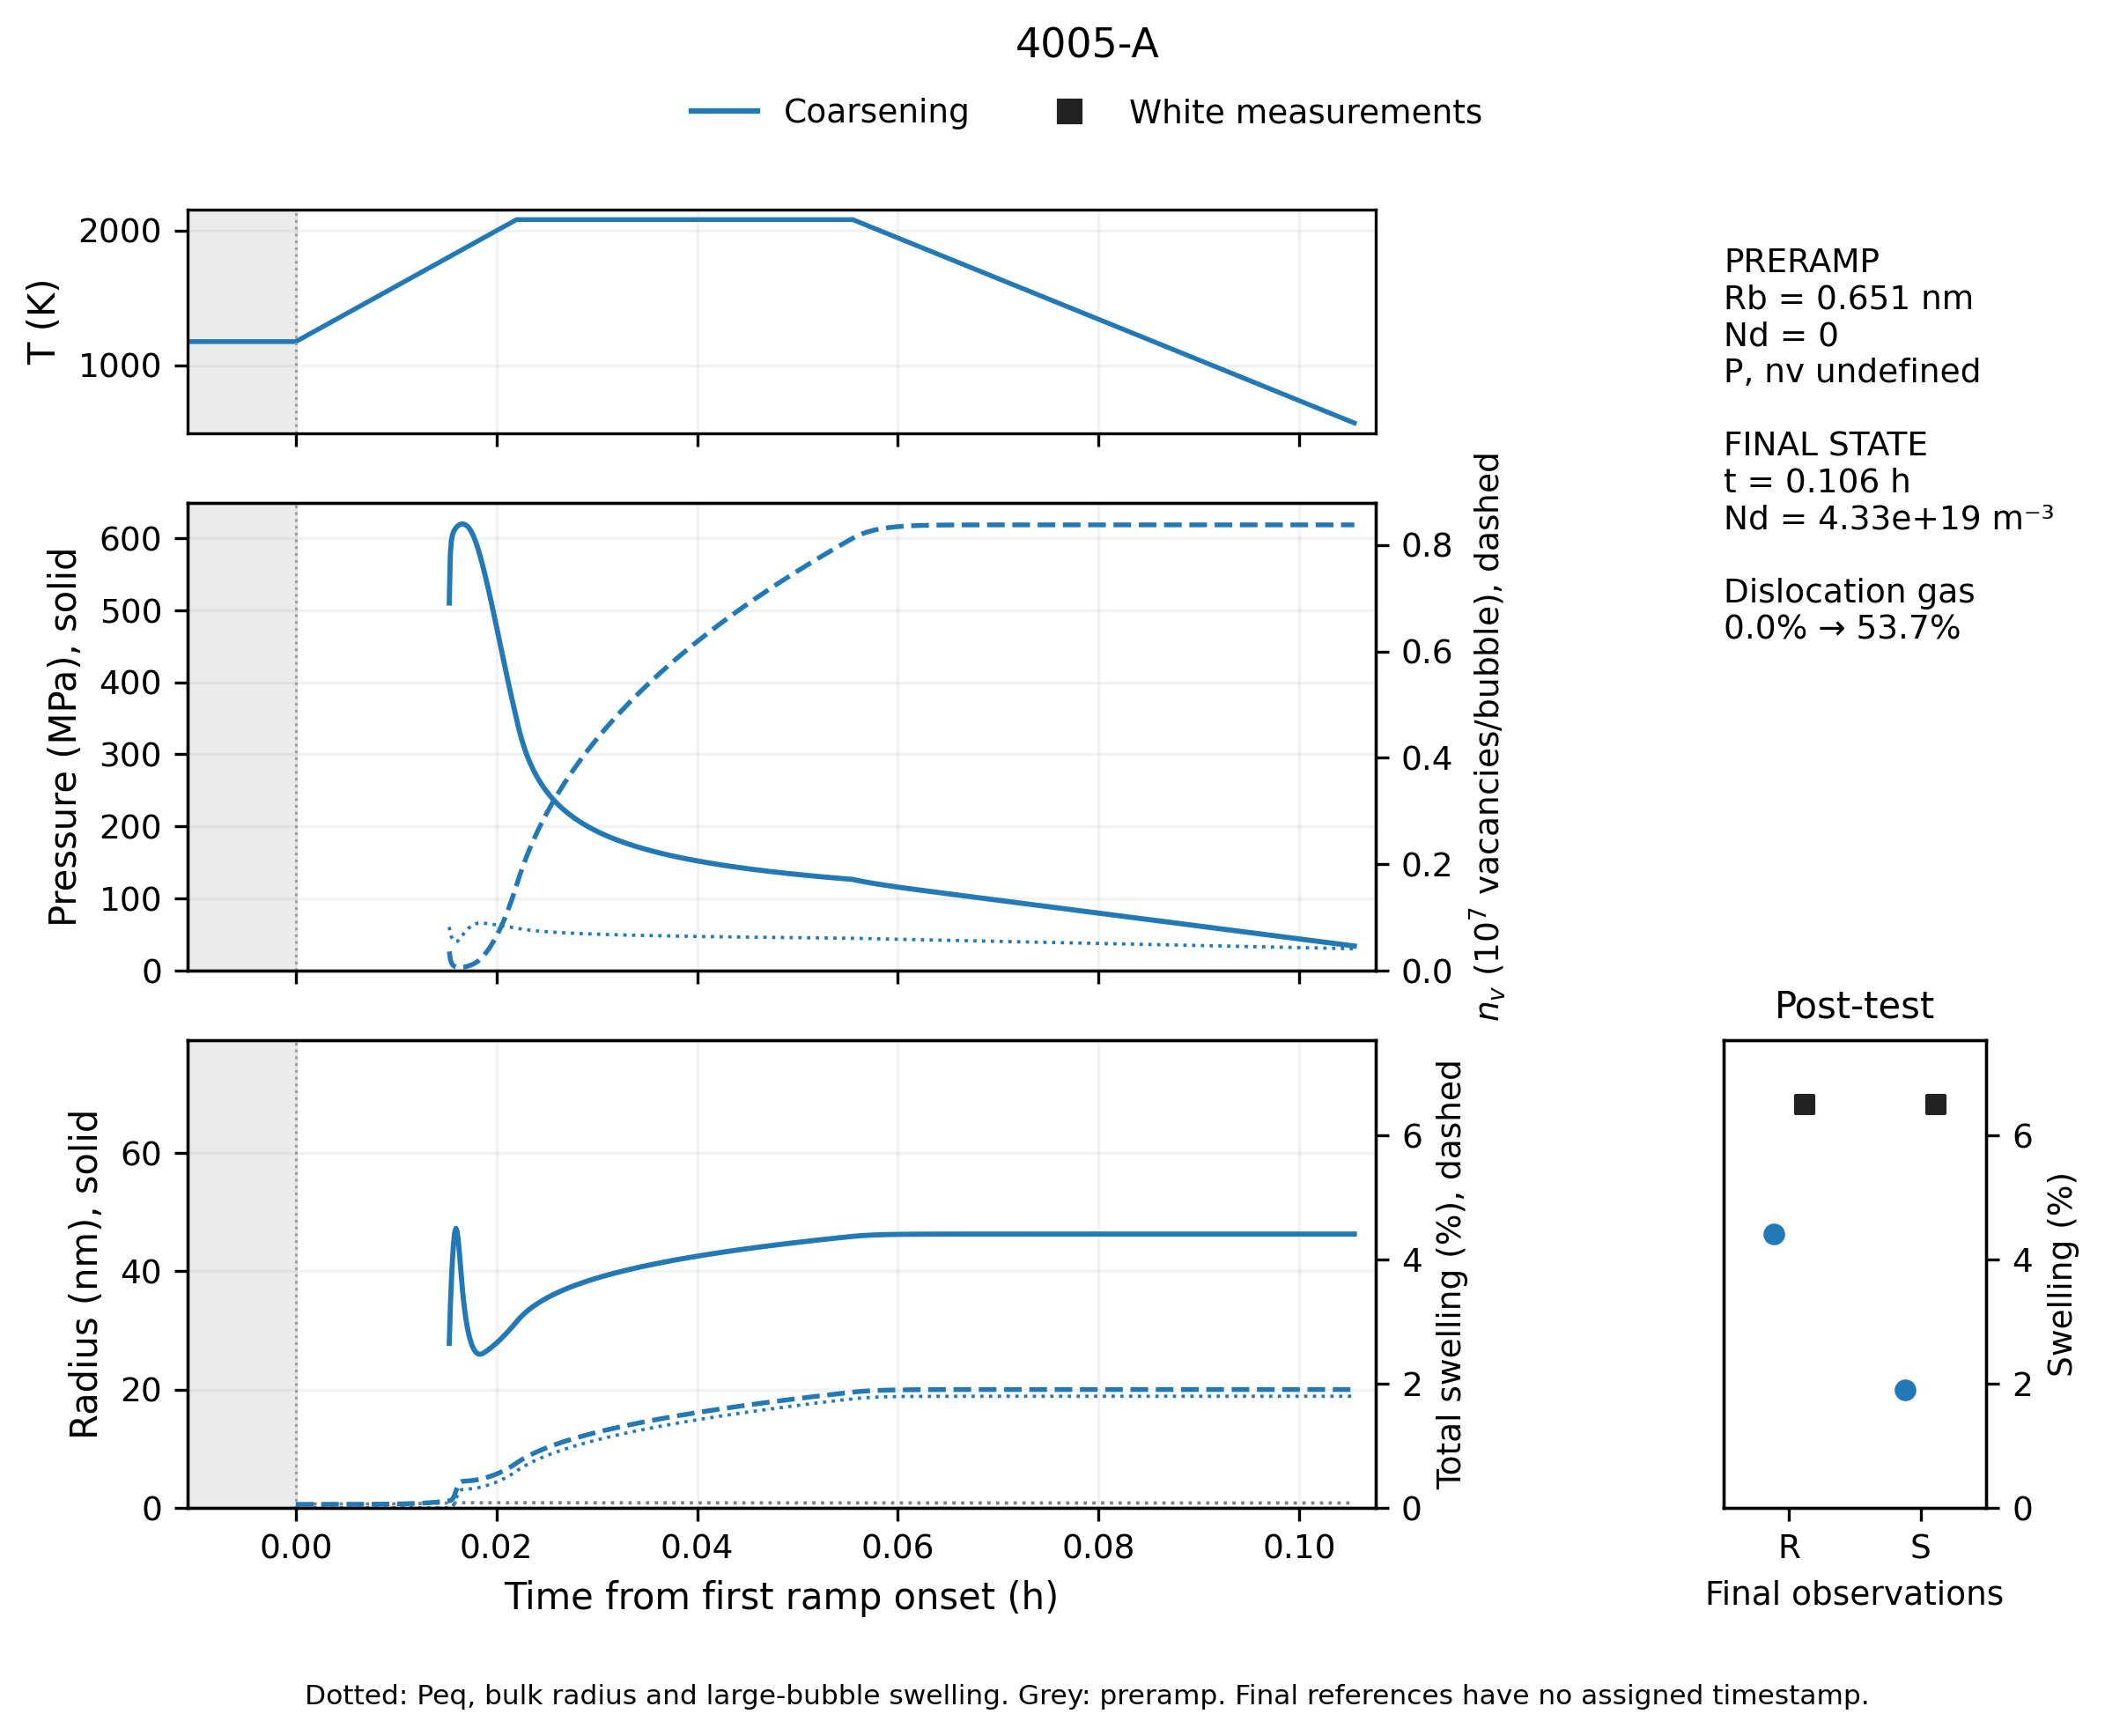 4005-A
Coarsening
White measurements
2000
1000
T (K)
PRERAMP
Rb = 0.651 nm
Nd = 0
P, nv undefined
FINAL STATE
t = 0.106 h
Nd = 4.33e+19 m⁻³
Dislocation gas
0.0% → 53.7%
600
500
400
300
200
100
0
Pressure (MPa), solid
0.8
0.6
0.4
0.2
0.0
nᵥ (10⁷ vacancies/bubble), dashed
60
40
20
0
Radius (nm), solid
6
4
2
0
Total swelling (%), dashed
0.00 0.02 0.04 0.06 0.08 0.10
Time from first ramp onset (h)
Post-test
6
4
2
0
Swelling (%)
R S
Final observations
Dotted: Peq, bulk radius and large-bubble swelling. Grey: preramp. Final references have no assigned timestamp.